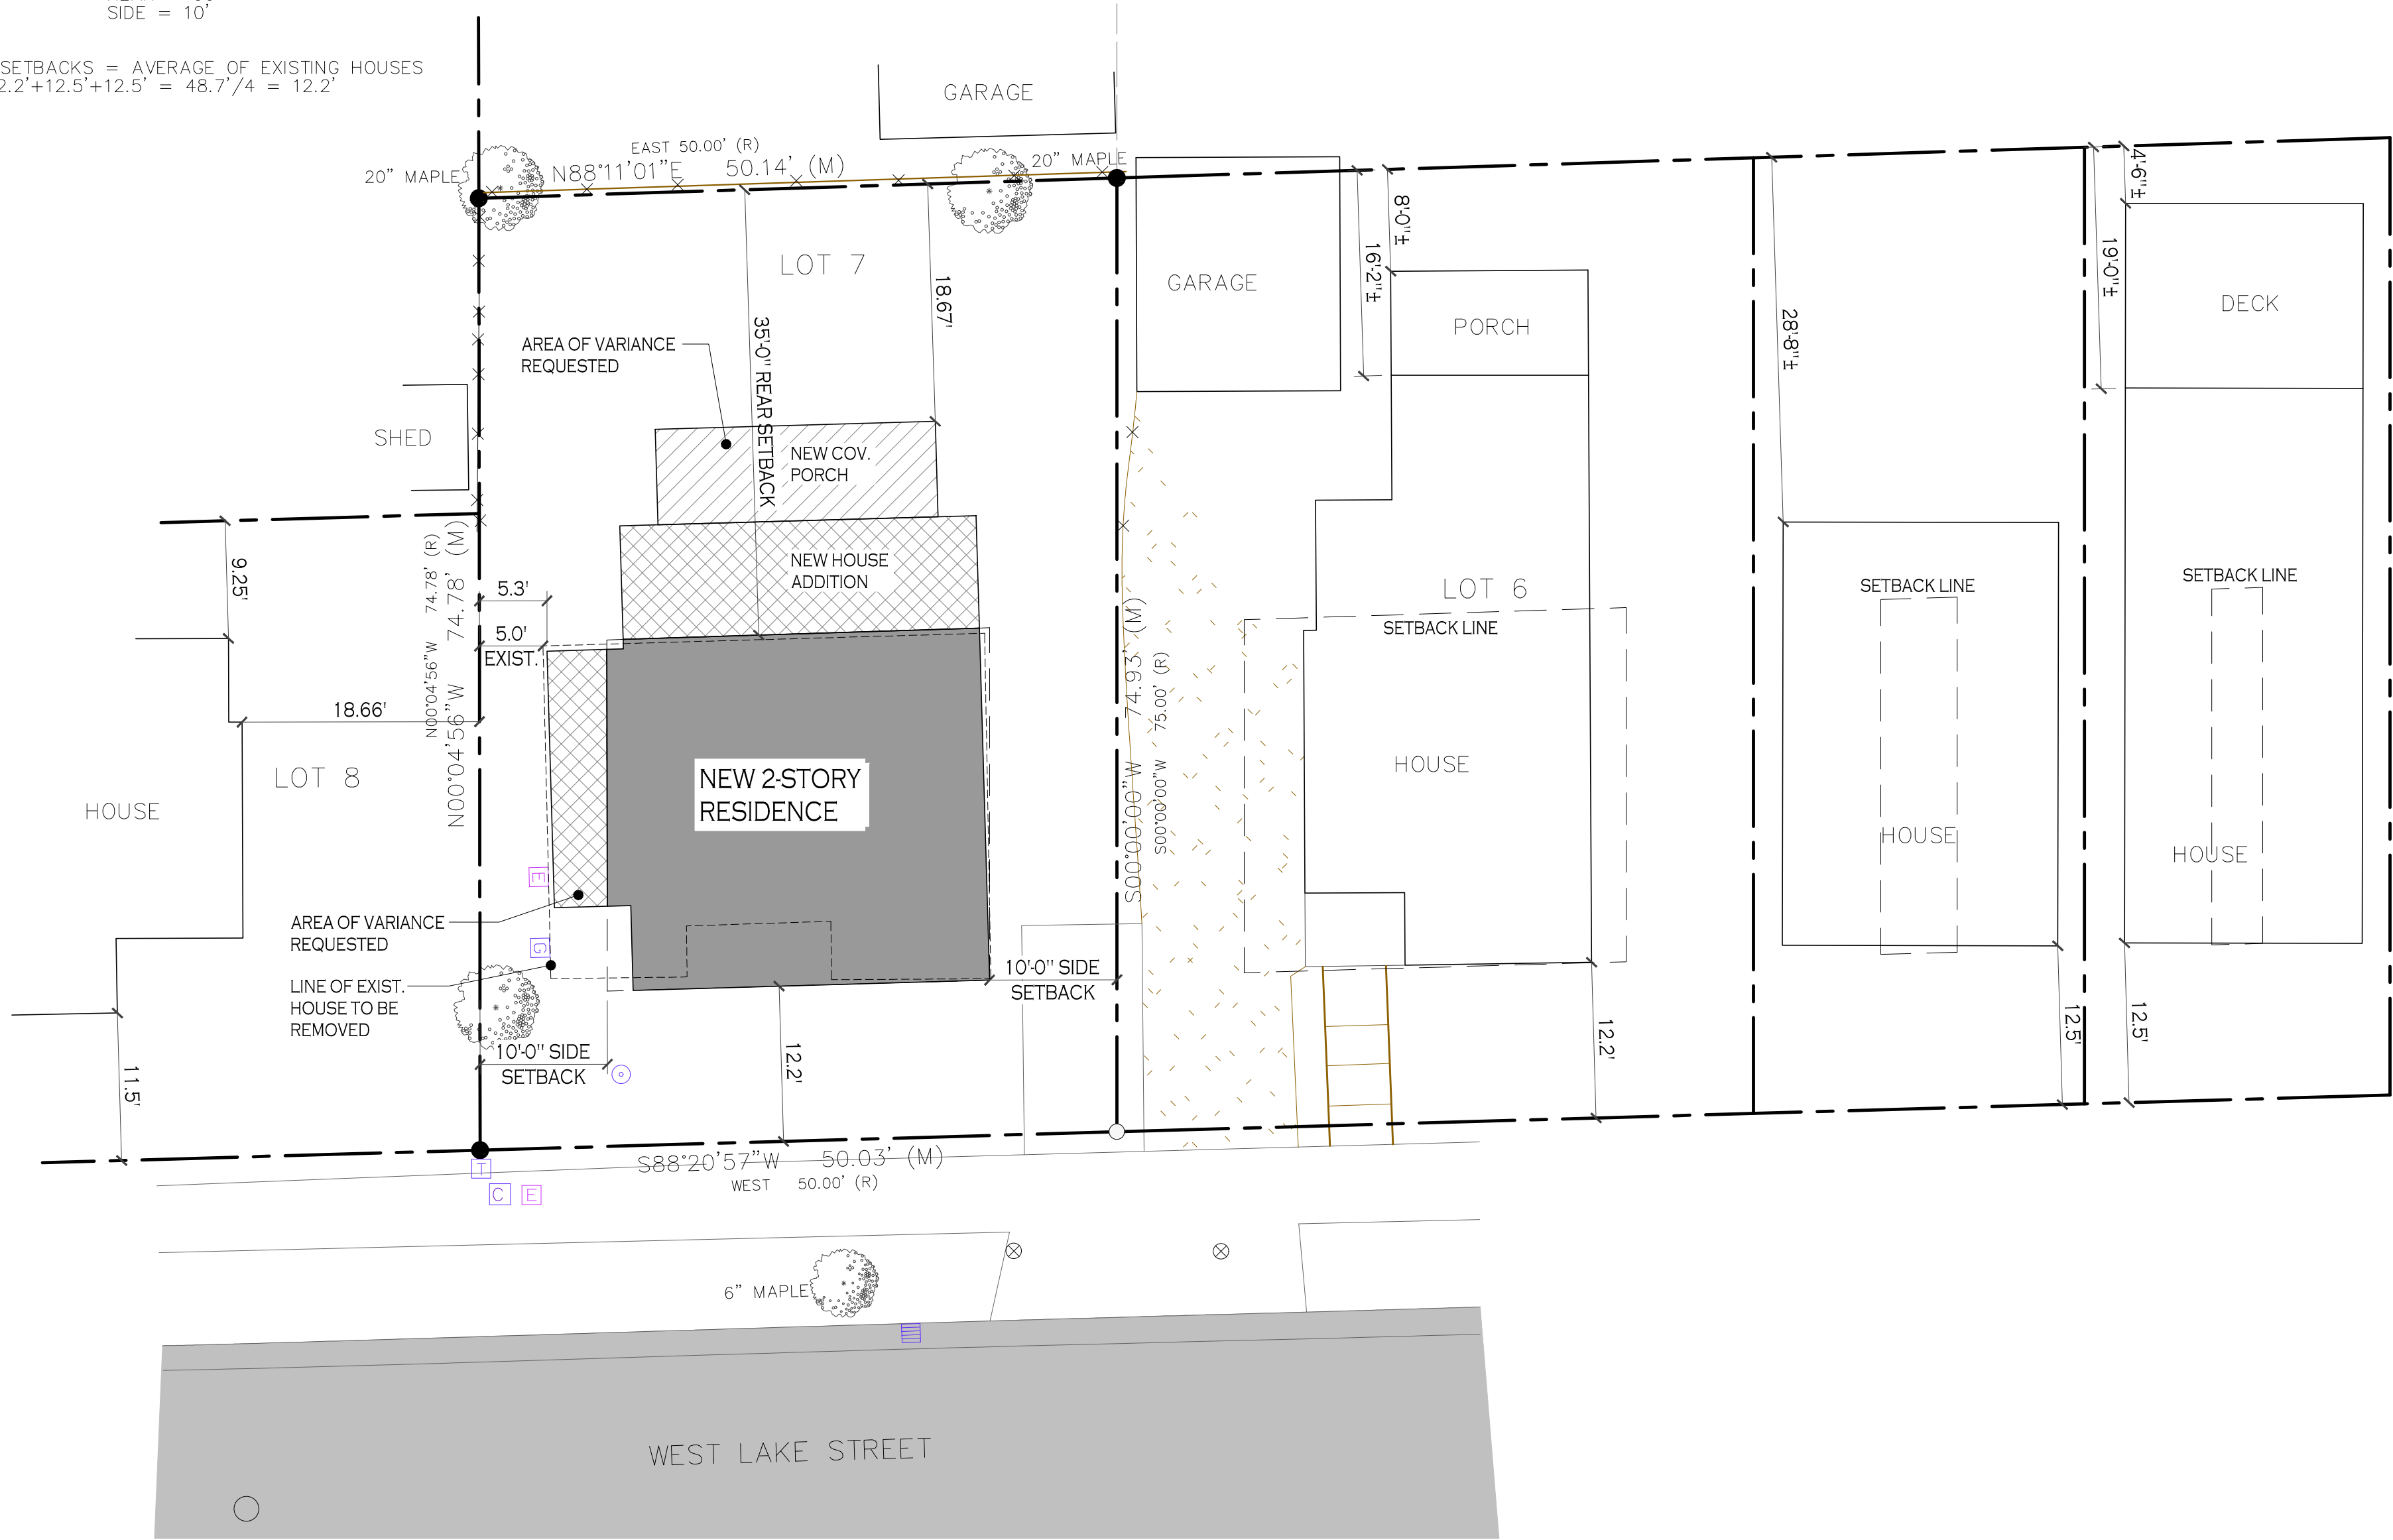 SIDE = 10'
SETBACKS = AVERAGE OF EXISTING HOUSES
2.2'+12.5'+12.5' = 48.7'/4 = 12.2'
GARAGE
EAST 50.00' (R)
N88°11'01"E 50.14' (M)
20" MAPLE
20" MAPLE
LOT 7
18.67'
35'-0" REAR SETBACK
AREA OF VARIANCE
REQUESTED
NEW COV.
PORCH
NEW HOUSE
ADDITION
SHED
9.25'
N00°04'56"W 74.78' (R)
N00°04'56"W 74.78' (M)
5.3'
5.0'
EXIST.
18.66'
LOT 8
HOUSE
NEW 2-STORY
RESIDENCE
E
G
AREA OF VARIANCE
REQUESTED
LINE OF EXIST.
HOUSE TO BE
REMOVED
10'-0" SIDE
SETBACK
10'-0" SIDE
SETBACK
11.5'
12.2'
S00°00'00"W 74.93' (M)
S00°00'00"W 75.00' (R)
GARAGE
16'-2"±
8'-0"±
PORCH
LOT 6
SETBACK LINE
HOUSE
12.2'
28'-8"±
SETBACK LINE
HOUSE
12.5'
4'-6"±
19'-0"±
DECK
SETBACK LINE
HOUSE
12.5'
S88°20'57"W 50.03' (M)
WEST 50.00' (R)
T
C
E
6" MAPLE
WEST LAKE STREET